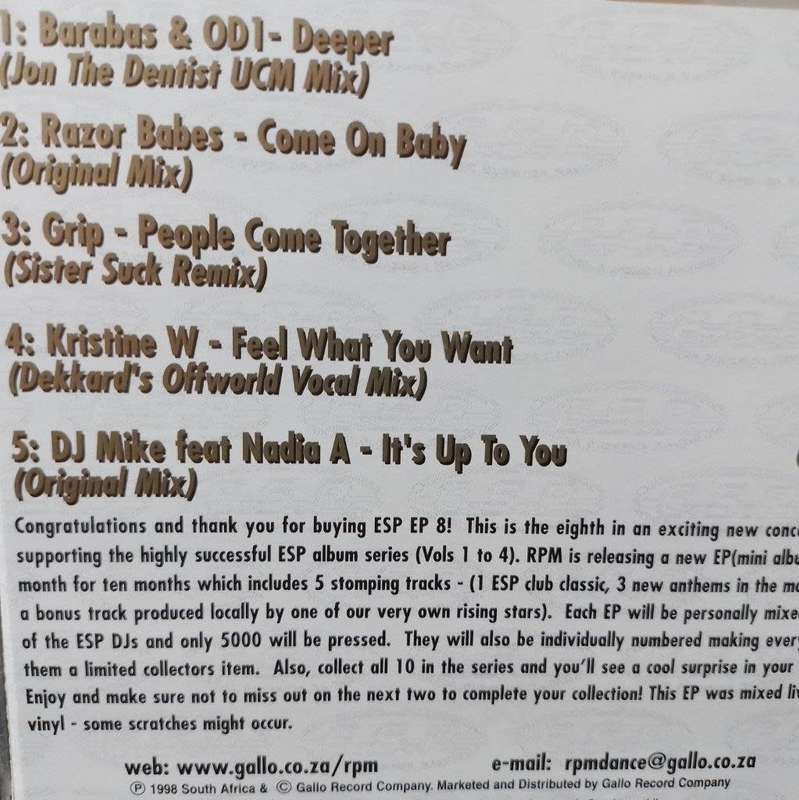 1: Barabas & OD1- Deeper
(Jon The Dentist UCM Mix)
2: Razor Babes - Come On Baby
(Original Mix)
3: Grip - People Come Together
(Sister Suck Remix)
4: Kristine W - Feel What You Want
(Dekkard's Offworld Vocal Mix)
5: DJ Mike feat Nadia A - It's Up To You
(Original Mix)
Congratulations and thank you for buying ESP EP 8! This is the eighth in an exciting new
supporting the highly successful ESP album series (Vols 1 to 4). RPM is releasing a new EP(mini
month for ten months which includes 5 stomping tracks - (1 ESP club classic, 3 new anthems in the
a bonus track produced locally by one of our very own rising stars). Each EP will be personally
of the ESP DJs and only 5000 will be pressed. They will also be individually numbered making
them a limited collectors item. Also, collect all 10 in the series and you'll see a cool surprise in your
Enjoy and make sure not to miss out on the next two to complete your collection! This EP was mixed
vinyl - some scratches might occur.
web: www.gallo.co.za/rpm e-mail: rpmdance@gallo.co.za
Ⓟ 1998 South Africa & © Gallo Record Company. Marketed and Distributed by Gallo Record Company